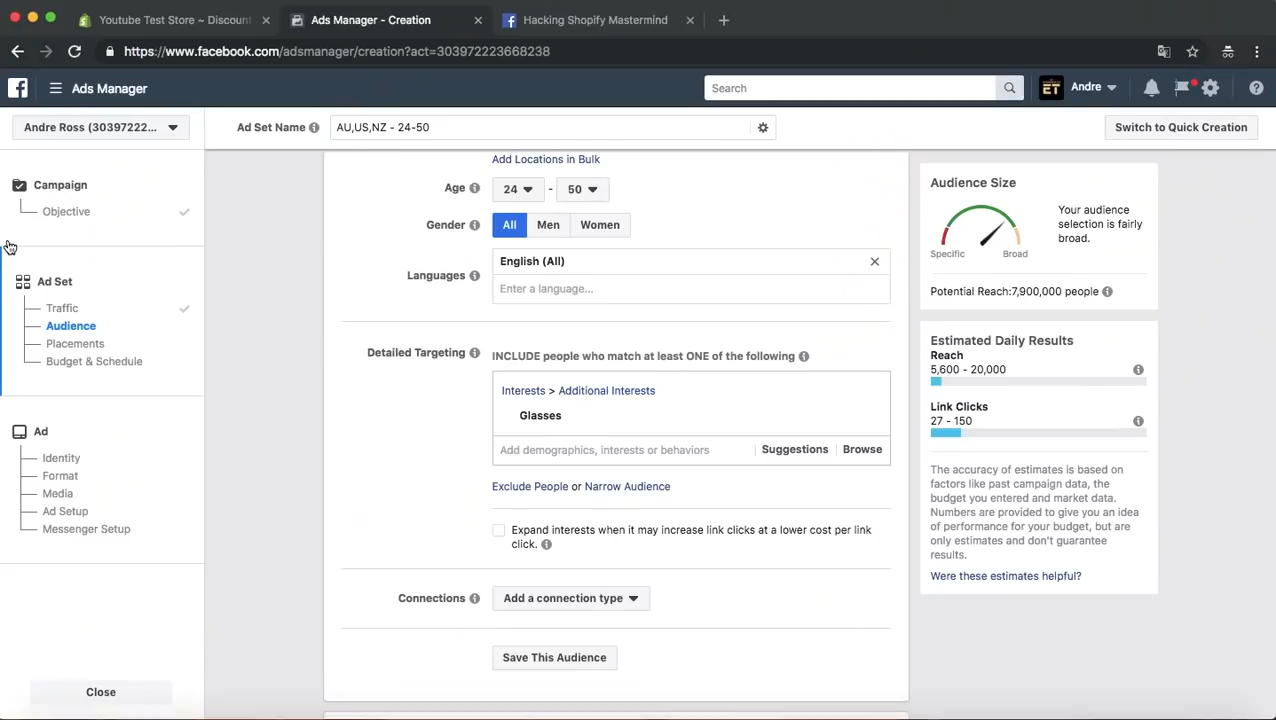 Youtube Test Store ~ Discount
Ads Manager - Creation
Hacking Shopify Mastermind
https://www.facebook.com/adsmanager/creation?act=303972223668238
Ads Manager
Search
ET
Andre
Andre Ross (30397222...
Ad Set Name
AU,US,NZ - 24-50
Switch to Quick Creation
Campaign
Objective
Ad Set
Traffic
Audience
Placements
Budget & Schedule
Ad
Identity
Format
Media
Ad Setup
Messenger Setup
Close
Add Locations in Bulk
Age
24 - 50
Gender
All Men Women
Languages
English (All)
Enter a language...
Detailed Targeting
INCLUDE people who match at least ONE of the following
Interests > Additional Interests
Glasses
Add demographics, interests or behaviors
Suggestions
Browse
Exclude People or Narrow Audience
Expand interests when it may increase link clicks at a lower cost per link
click.
Connections
Add a connection type
Save This Audience
Audience Size
Specific
Broad
Your audience
selection is fairly
broad.
Potential Reach:7,900,000 people
Estimated Daily Results
Reach
5,600 - 20,000
Link Clicks
27 - 150
The accuracy of estimates is based on
factors like past campaign data, the
budget you entered and market data.
Numbers are provided to give you an idea
of performance for your budget, but are
only estimates and don't guarantee
results.
Were these estimates helpful?